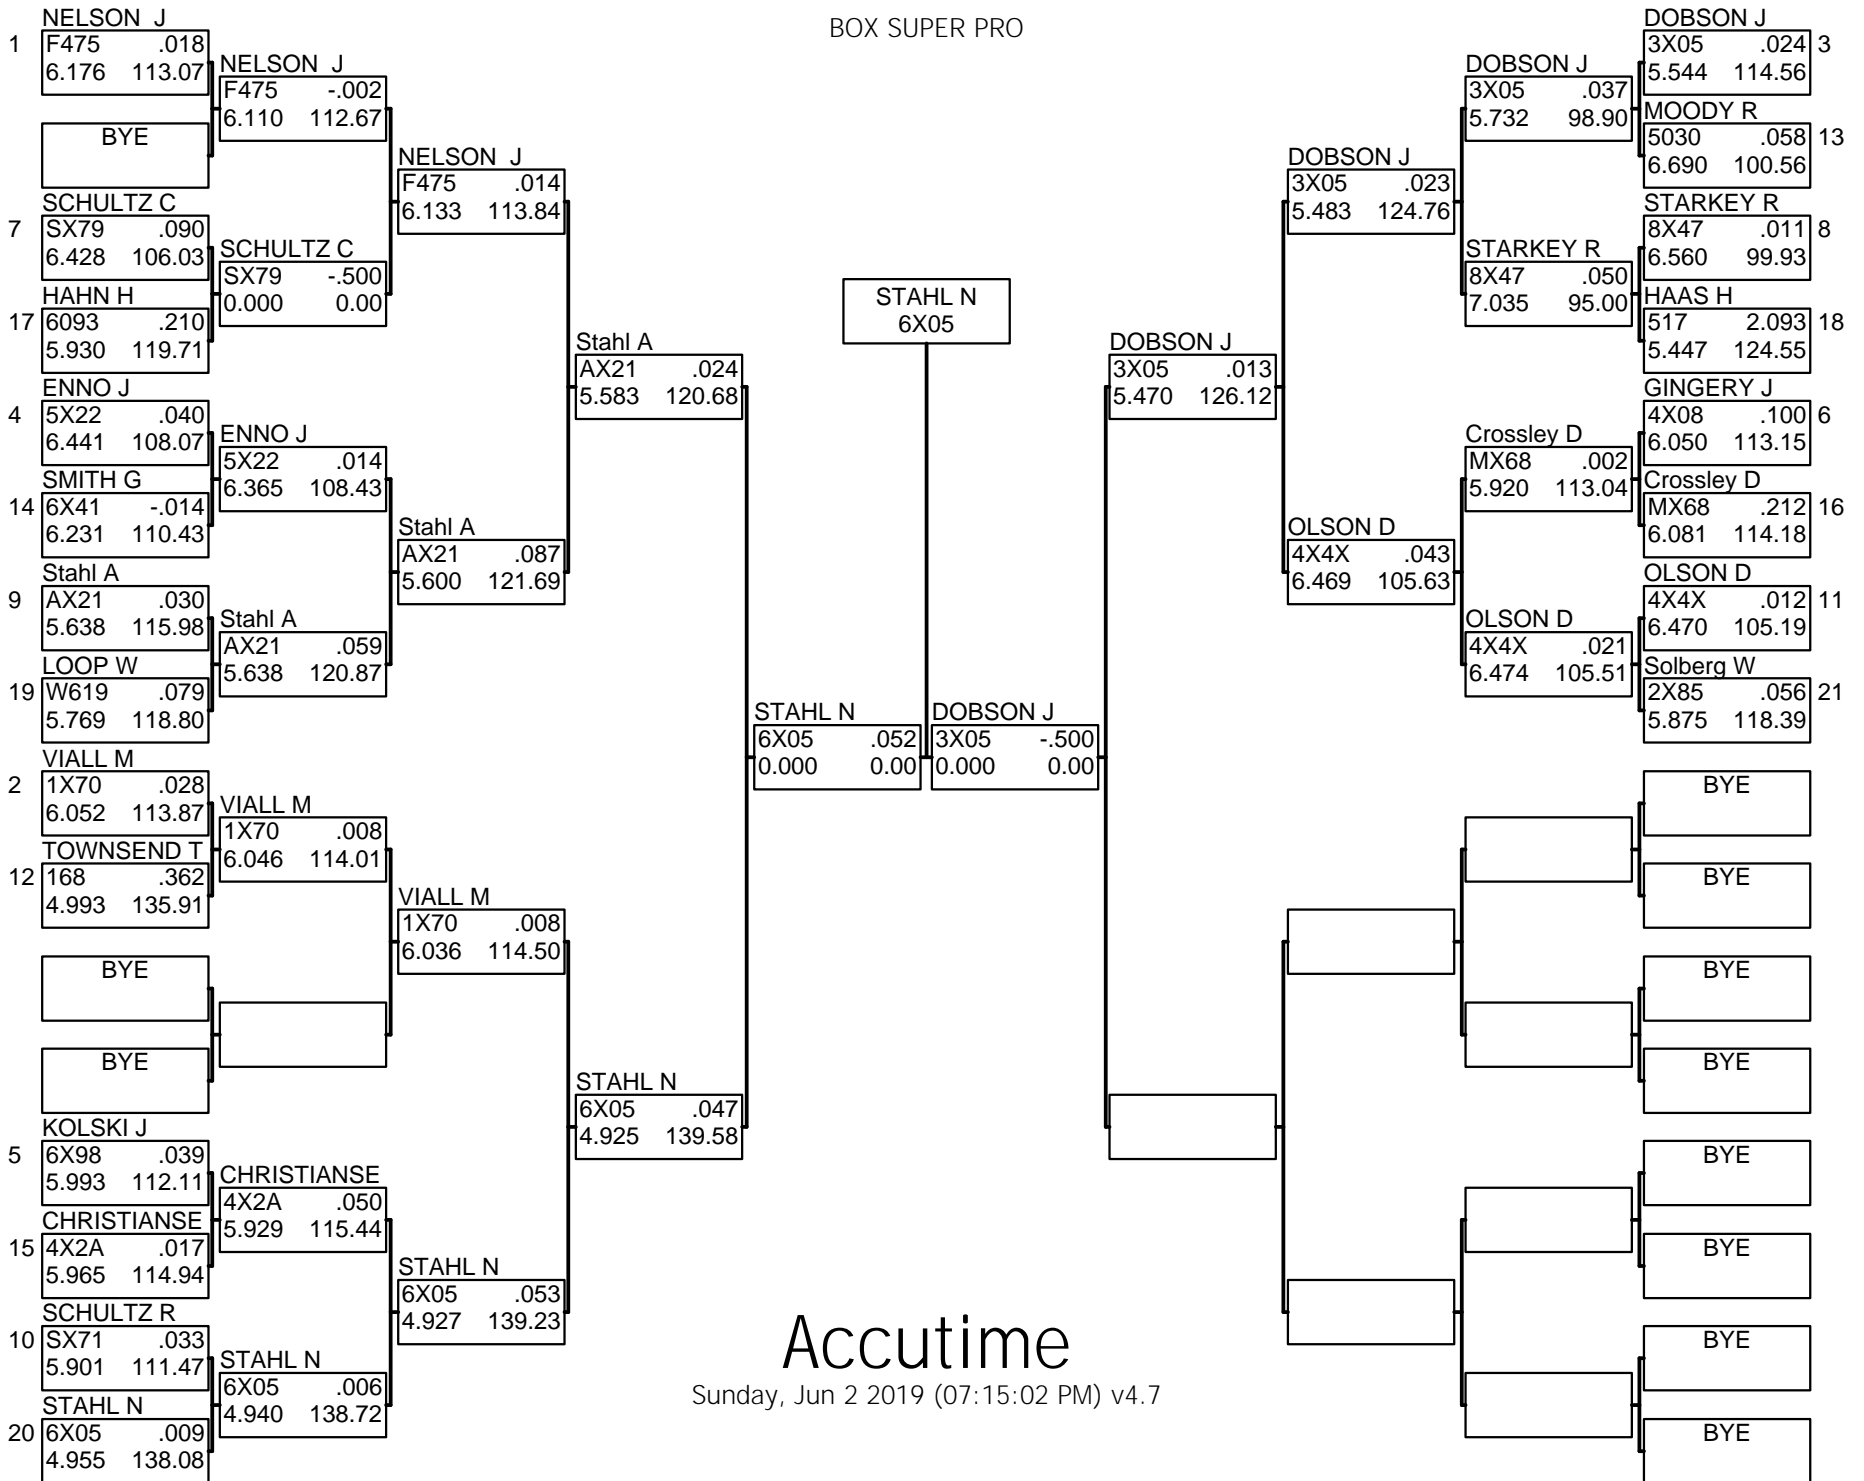 BOX SUPER PRO
NELSON  J
1
F475 .018
6.176 113.07
BYE
SCHULTZ C
7
SX79 .090
6.428 106.03
HAHN H
17
6093 .210
5.930 119.71
ENNO J
4
5X22 .040
6.441 108.07
SMITH G
14
6X41 -.014
6.231 110.43
Stahl A
9
AX21 .030
5.638 115.98
LOOP W
19
W619 .079
5.769 118.80
VIALL M
2
1X70 .028
6.052 113.87
TOWNSEND T
12
168 .362
4.993 135.91
BYE
BYE
KOLSKI J
5
6X98 .039
5.993 112.11
CHRISTIANSE
15
4X2A .017
5.965 114.94
SCHULTZ R
10
SX71 .033
5.901 111.47
STAHL N
20
6X05 .009
4.955 138.08
NELSON  J
F475 -.002
6.110 112.67
SCHULTZ C
SX79 -.500
0.000 0.00
ENNO J
5X22 .014
6.365 108.43
Stahl A
AX21 .059
5.638 120.87
VIALL M
1X70 .008
6.046 114.01
CHRISTIANSE
4X2A .050
5.929 115.44
STAHL N
6X05 .006
4.940 138.72
NELSON  J
F475 .014
6.133 113.84
Stahl A
AX21 .087
5.600 121.69
VIALL M
1X70 .008
6.036 114.50
STAHL N
6X05 .053
4.927 139.23
Stahl A
AX21 .024
5.583 120.68
STAHL N
6X05 .047
4.925 139.58
STAHL N
6X05 .052
0.000 0.00
STAHL N
6X05
DOBSON J
3X05 -.500
0.000 0.00
DOBSON J
3X05 .013
5.470 126.12
DOBSON J
3X05 .023
5.483 124.76
OLSON D
4X4X .043
6.469 105.63
DOBSON J
3X05 .037
5.732 98.90
STARKEY R
8X47 .050
7.035 95.00
Crossley D
MX68 .002
5.920 113.04
OLSON D
4X4X .021
6.474 105.51
DOBSON J
3X05 .024
3
5.544 114.56
MOODY R
5030 .058
13
6.690 100.56
STARKEY R
8X47 .011
8
6.560 99.93
HAAS H
517 2.093
18
5.447 124.55
GINGERY J
4X08 .100
6
6.050 113.15
Crossley D
MX68 .212
16
6.081 114.18
OLSON D
4X4X .012
11
6.470 105.19
Solberg W
2X85 .056
21
5.875 118.39
BYE
BYE
BYE
BYE
BYE
BYE
BYE
BYE
Accutime
Sunday, Jun 2 2019 (07:15:02 PM) v4.7